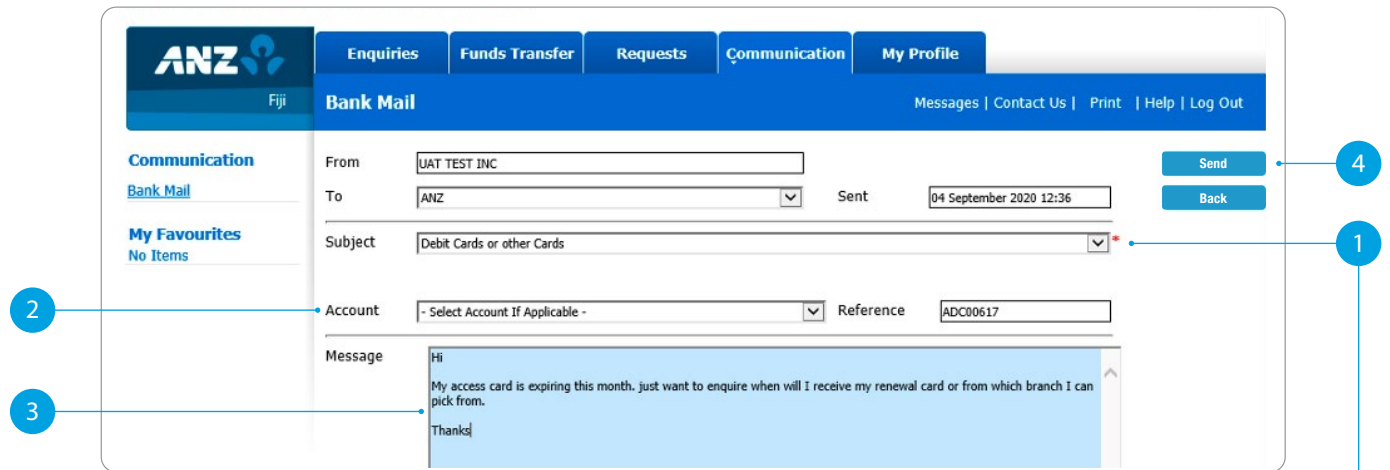 ANZ
Fiji
Enquiries Funds Transfer Requests Communication My Profile
Bank Mail Messages | Contact Us | Print | Help | Log Out
Communication
Bank Mail
My Favourites
No Items
From UAT TEST INC Send 4
To ANZ Sent 04 September 2020 12:36 Back
Subject Debit Cards or other Cards * 1
2 Account - Select Account If Applicable - Reference ADC00617
Message
Hi
My access card is expiring this month. just want to enquire when will I receive my renewal card or from which branch I can
pick from.
3
Thanks